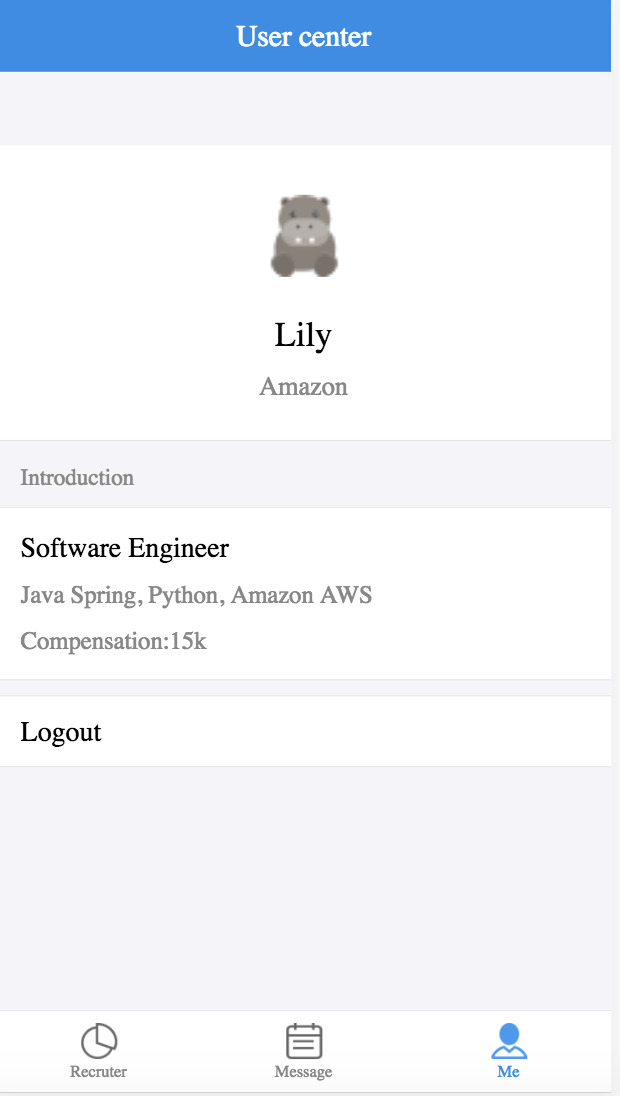 User center
Lily
Amazon
Introduction
Software Engineer
Java Spring, Python, Amazon AWS
Compensation:15k
Logout
Recruter
Message
Me